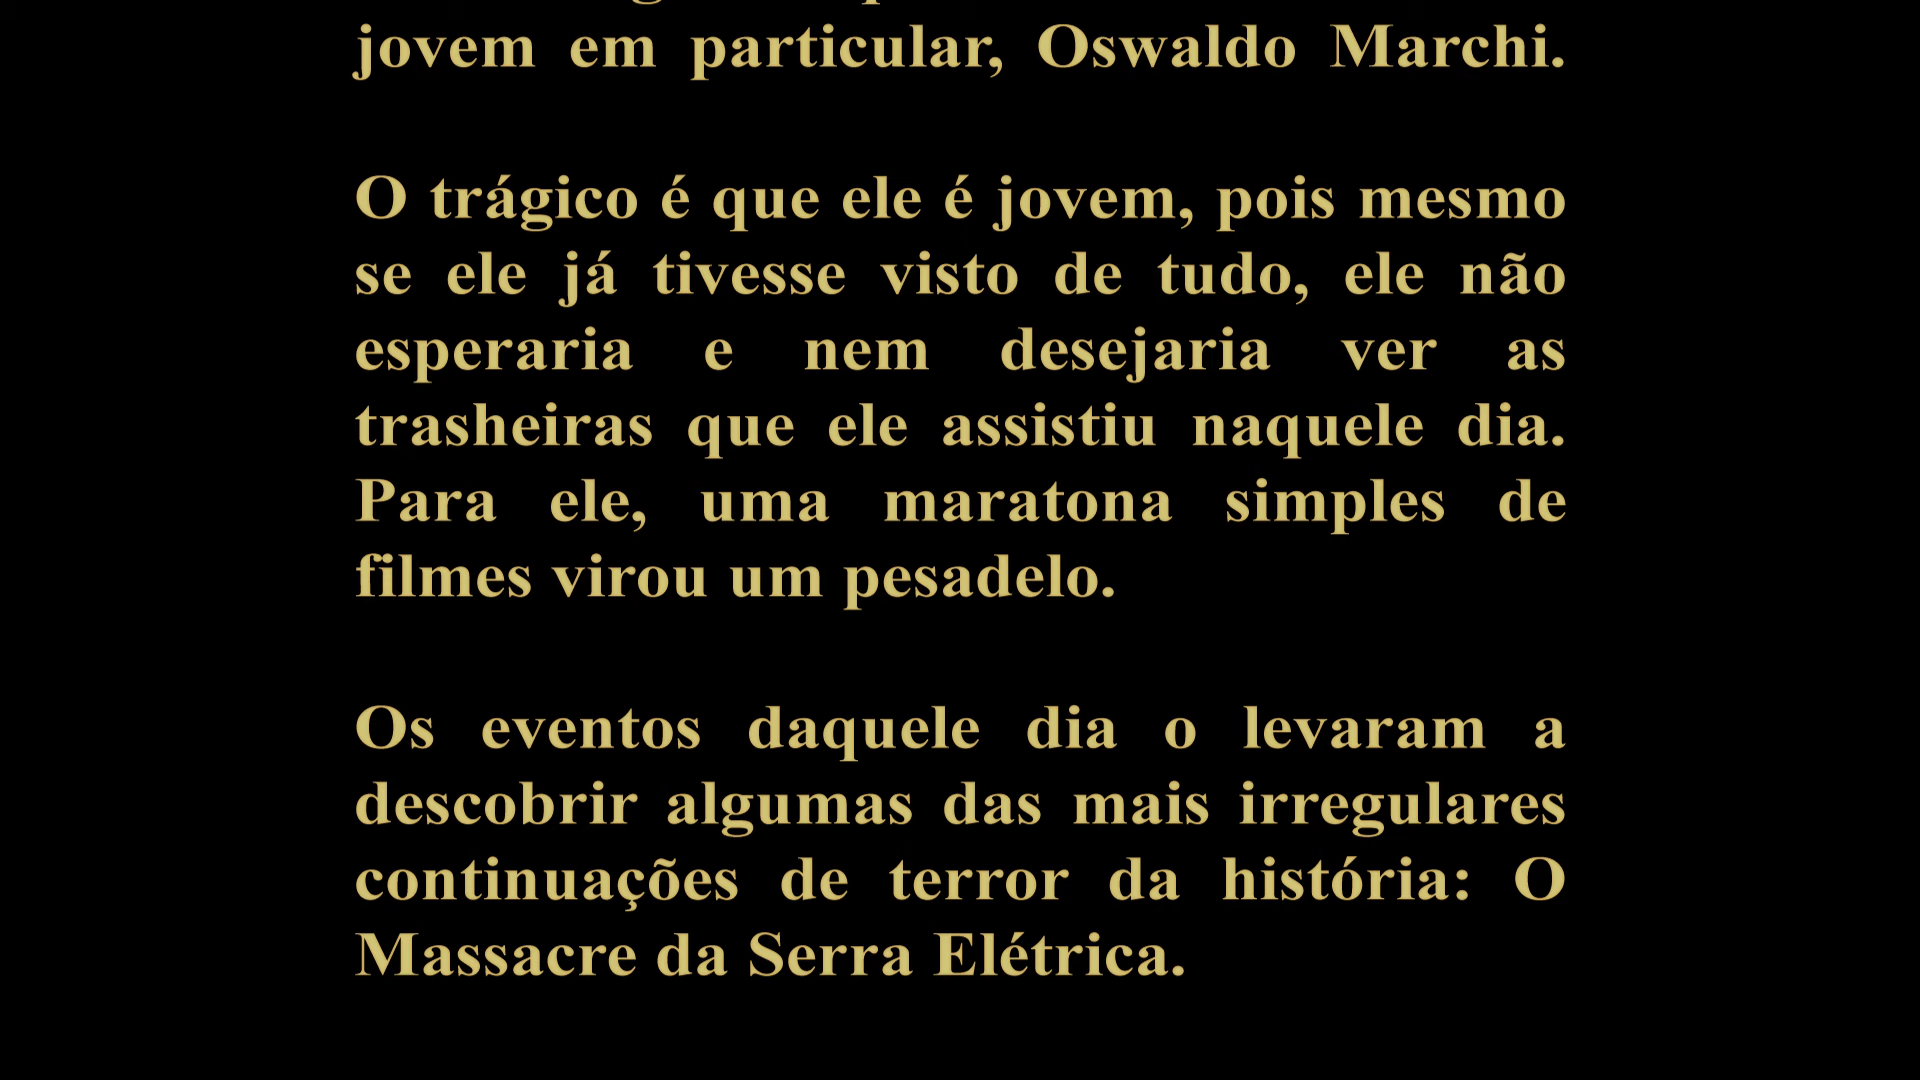 jovem em particular, Oswaldo Marchi.
O trágico é que ele é jovem, pois mesmo
se ele já tivesse visto de tudo, ele não
esperaria e nem desejaria ver as
trasheiras que ele assistiu naquele dia.
Para ele, uma maratona simples de
filmes virou um pesadelo.
Os eventos daquele dia o levaram a
descobrir algumas das mais irregulares
continuações de terror da história: O
Massacre da Serra Elétrica.